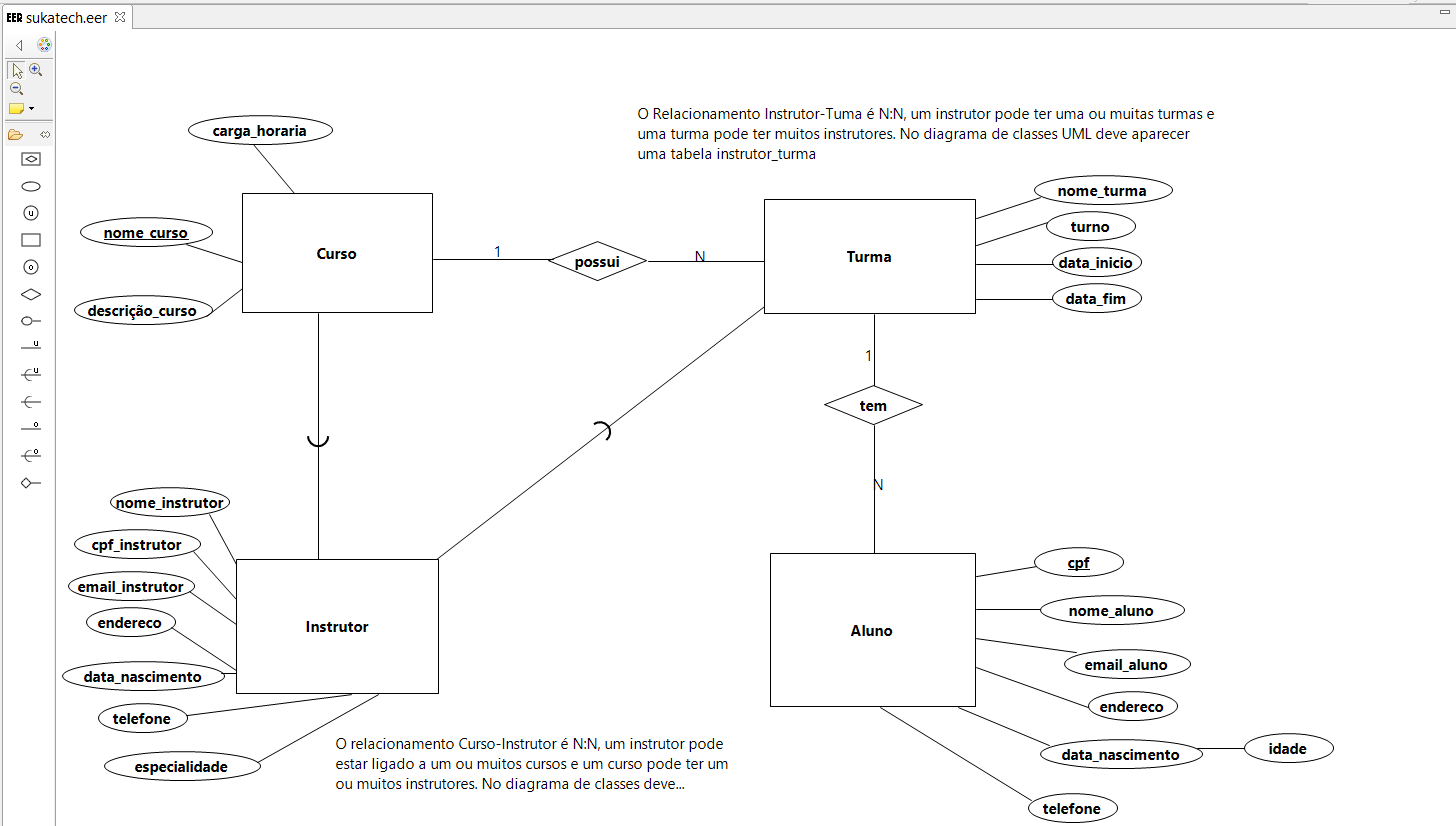 EER sukatech.eer
O Relacionamento Instrutor-Tuma é N:N, um instrutor pode ter uma ou muitas turmas e
uma turma pode ter muitos instrutores. No diagrama de classes UML deve aparecer
uma tabela instrutor_turma
carga_horaria
nome_curso
descrição_curso
Curso
1
possui
N
Turma
nome_turma
turno
data_inicio
data_fim
1
tem
N
nome_instrutor
cpf_instrutor
email_instrutor
endereco
data_nascimento
telefone
especialidade
Instrutor
Aluno
cpf
nome_aluno
email_aluno
endereco
data_nascimento
idade
telefone
O relacionamento Curso-Instrutor é N:N, um instrutor pode
estar ligado a um ou muitos cursos e um curso pode ter um
ou muitos instrutores. No diagrama de classes deve...
u
o
u
u
o
o